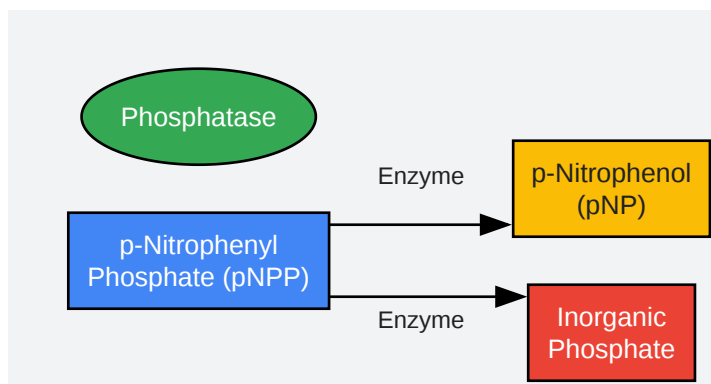 Phosphatase
Enzyme
p-Nitrophenol
(pNP)
p-Nitrophenyl
Phosphate (pNPP)
Enzyme
Inorganic
Phosphate